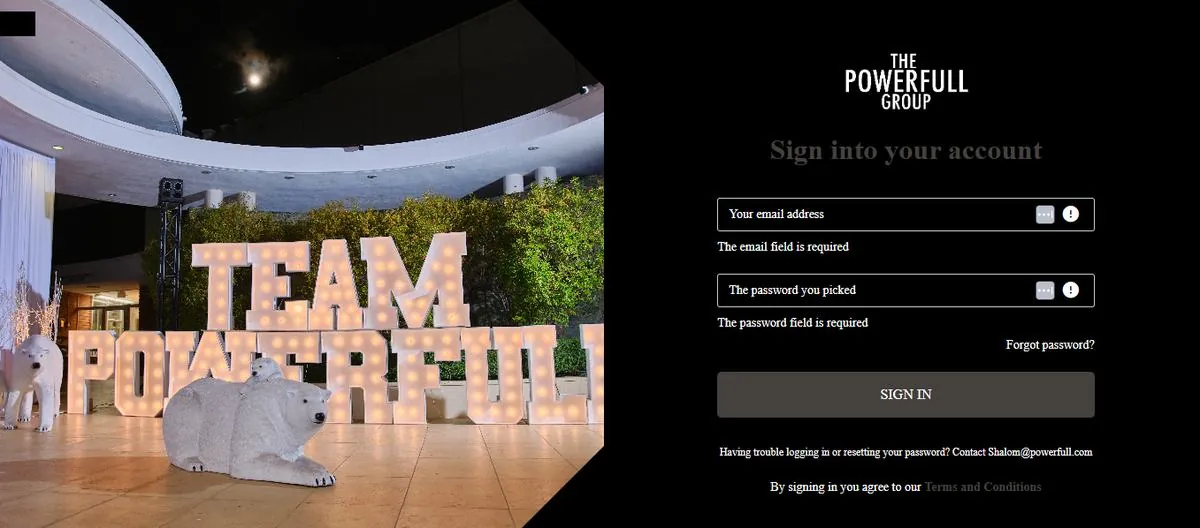 TEAM
POWERFULL
THE
POWERFULL
GROUP
Sign into your account
Your email address
The email field is required
The password you picked
The password field is required
Forgot password?
SIGN IN
Having trouble logging in or resetting your password? Contact Shalom@powerfull.com
By signing in you agree to our Terms and Conditions